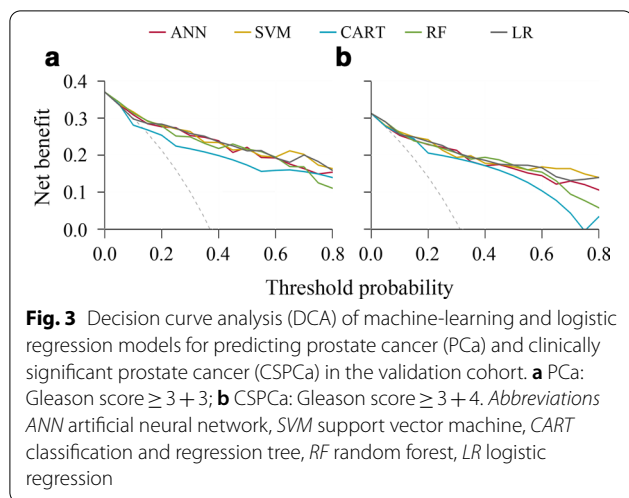 ANN SVM CART RF LR
a b
0.4
0.3
0.2
0.1
0.0
Net benefit
0.0 0.2 0.4 0.6 0.8 0.0 0.2 0.4 0.6 0.8
Threshold probability
Fig. 3 Decision curve analysis (DCA) of machine-learning and logistic
regression models for predicting prostate cancer (PCa) and clinically
significant prostate cancer (CSPCa) in the validation cohort. a PCa:
Gleason score ≥ 3 + 3; b CSPCa: Gleason score ≥ 3 + 4. Abbreviations
ANN artificial neural network, SVM support vector machine, CART
classification and regression tree, RF random forest, LR logistic
regression